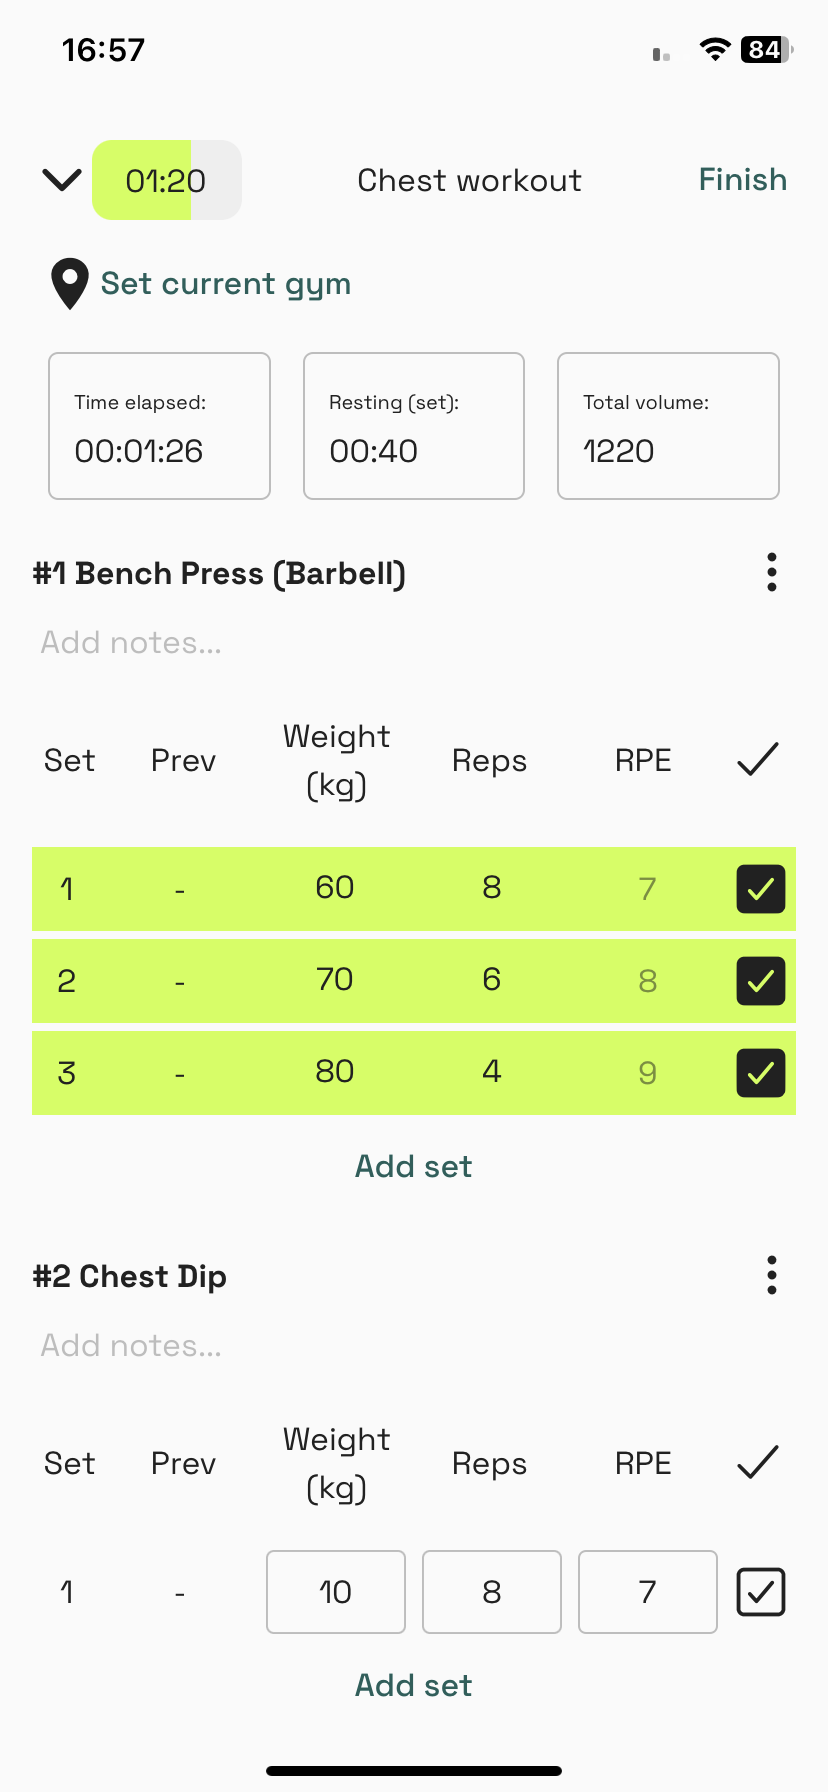 16:57
84
01:20 Chest workout Finish
Set current gym
Time elapsed: Resting (set): Total volume:
00:01:26 00:40 1220
#1 Bench Press (Barbell)
Add notes...
Set Prev Weight (kg) Reps RPE
1 - 60 8 7
2 - 70 6 8
3 - 80 4 9
Add set
#2 Chest Dip
Add notes...
Set Prev Weight (kg) Reps RPE
1 - 10 8 7
Add set